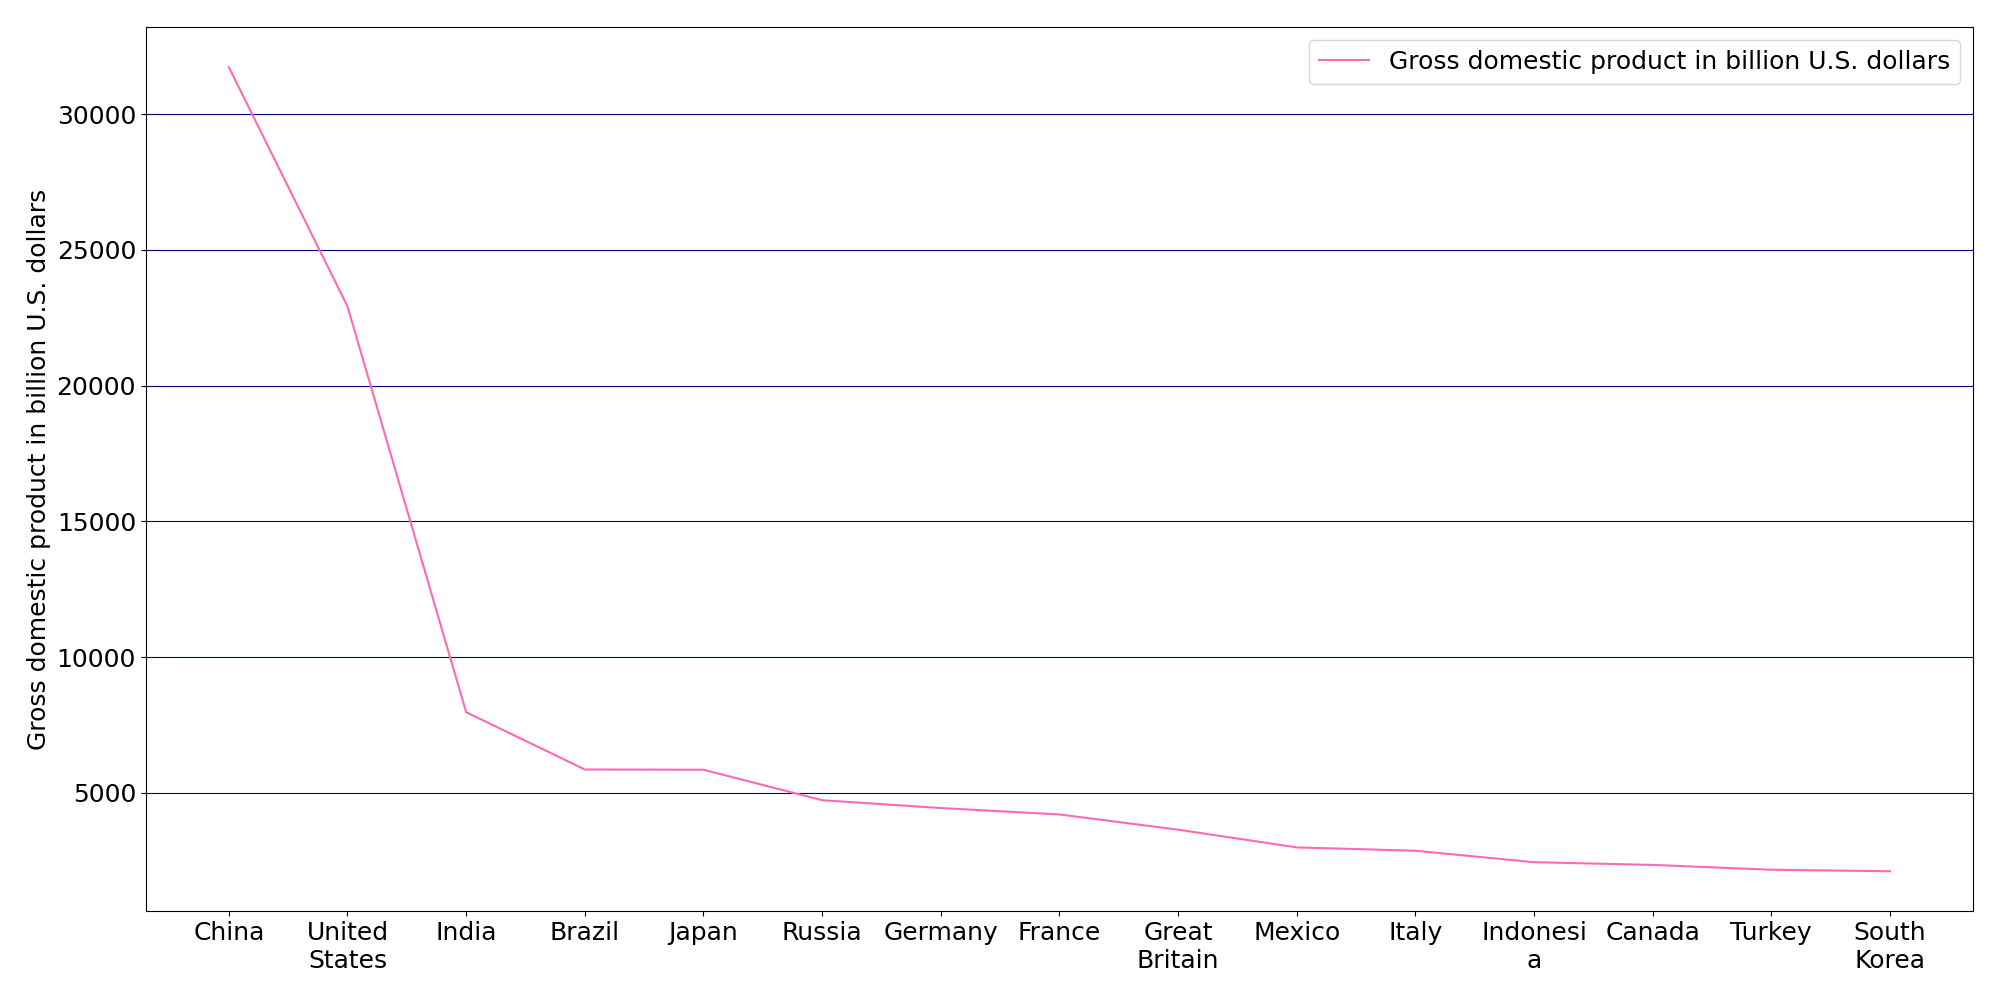 Gross domestic product in billion U.S. dollars
Gross domestic product in billion U.S. dollars
30000
25000
20000
15000
10000
5000
China
United
States
India
Brazil
Japan
Russia
Germany
France
Great
Britain
Mexico
Italy
Indonesi
a
Canada
Turkey
South
Korea